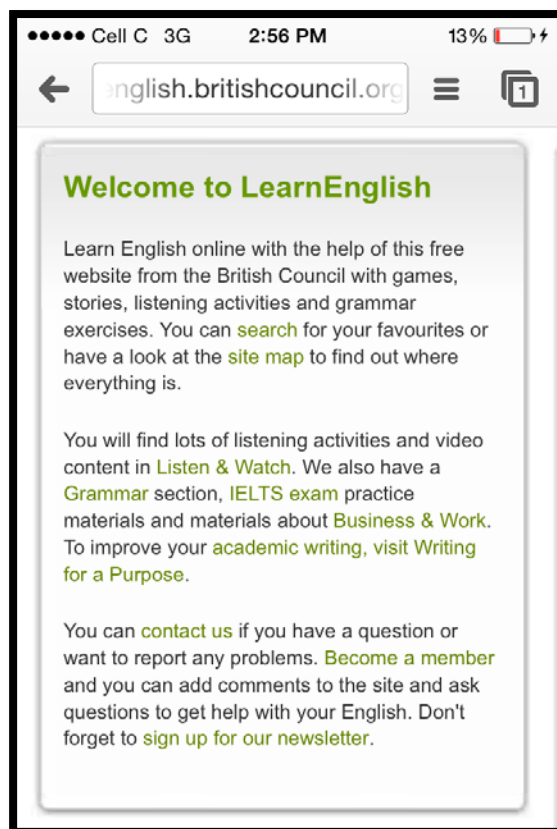 Cell C 3G 2:56 PM 13%
english.britishcouncil.org
1
Welcome to LearnEnglish
Learn English online with the help of this free
website from the British Council with games,
stories, listening activities and grammar
exercises. You can search for your favourites or
have a look at the site map to find out where
everything is.
You will find lots of listening activities and video
content in Listen & Watch. We also have a
Grammar section, IELTS exam practice
materials and materials about Business & Work.
To improve your academic writing, visit Writing
for a Purpose.
You can contact us if you have a question or
want to report any problems. Become a member
and you can add comments to the site and ask
questions to get help with your English. Don't
forget to sign up for our newsletter.